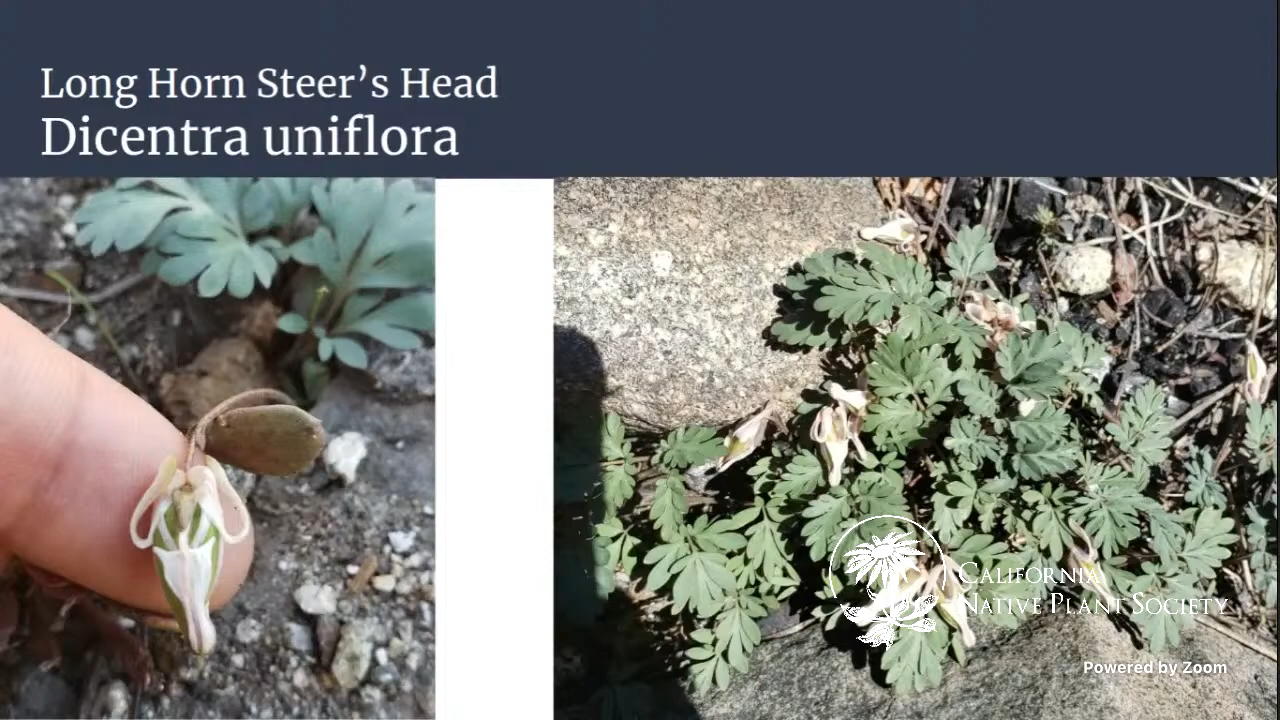 Long Horn Steer’s Head
Dicentra uniflora
California
Native Plant Society
Powered by Zoom